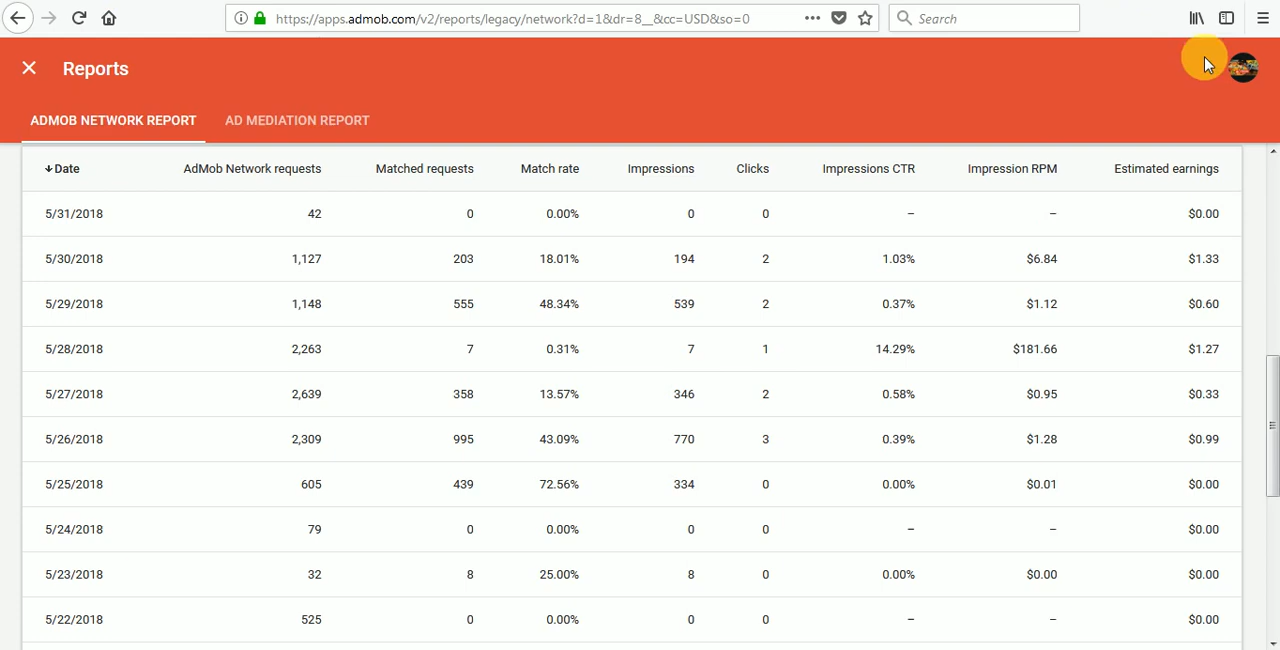 https://apps.admob.com/v2/reports/legacy/network?d=1&dr=8__&cc=USD&so=0 Search
Reports
ADMOB NETWORK REPORT AD MEDIATION REPORT
Date AdMob Network requests Matched requests Match rate Impressions Clicks Impressions CTR Impression RPM Estimated earnings
5/31/2018 42 0 0.00% 0 0 – – $0.00
5/30/2018 1,127 203 18.01% 194 2 1.03% $6.84 $1.33
5/29/2018 1,148 555 48.34% 539 2 0.37% $1.12 $0.60
5/28/2018 2,263 7 0.31% 7 1 14.29% $181.66 $1.27
5/27/2018 2,639 358 13.57% 346 2 0.58% $0.95 $0.33
5/26/2018 2,309 995 43.09% 770 3 0.39% $1.28 $0.99
5/25/2018 605 439 72.56% 334 0 0.00% $0.01 $0.00
5/24/2018 79 0 0.00% 0 0 – – $0.00
5/23/2018 32 8 25.00% 8 0 0.00% $0.00 $0.00
5/22/2018 525 0 0.00% 0 0 – – $0.00